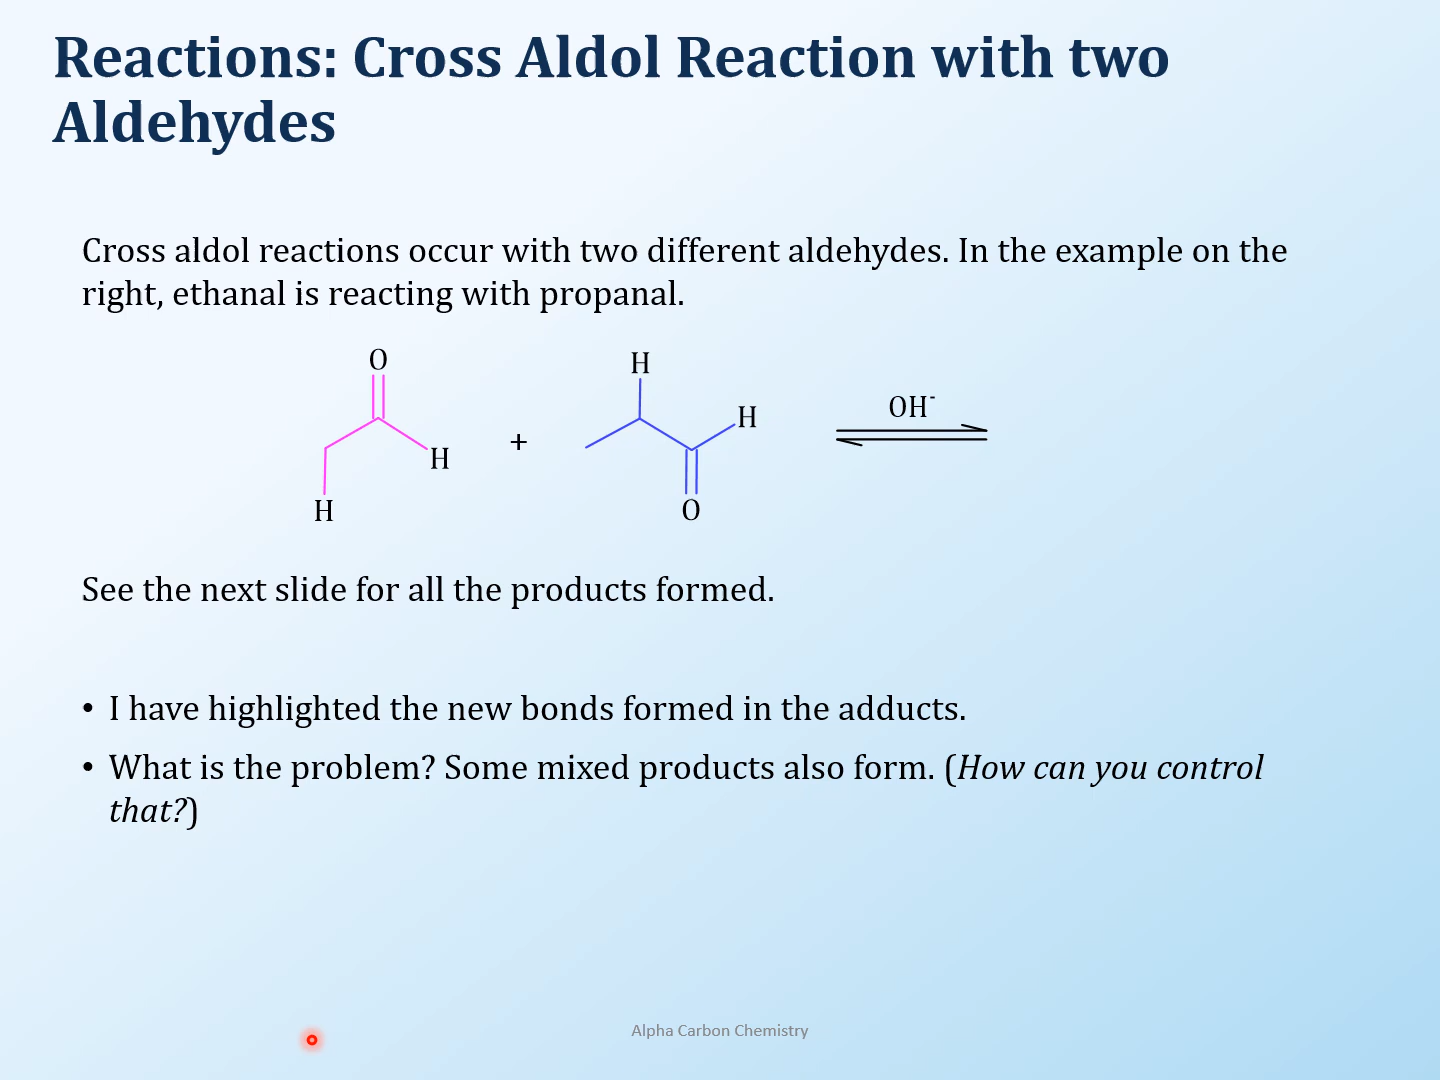 Reactions: Cross Aldol Reaction with two
Aldehydes
Cross aldol reactions occur with two different aldehydes. In the example on the
right, ethanal is reacting with propanal.
O
H
H
+
H
H
O
OH-
See the next slide for all the products formed.
• I have highlighted the new bonds formed in the adducts.
• What is the problem? Some mixed products also form. (How can you control
that?)
Alpha Carbon Chemistry